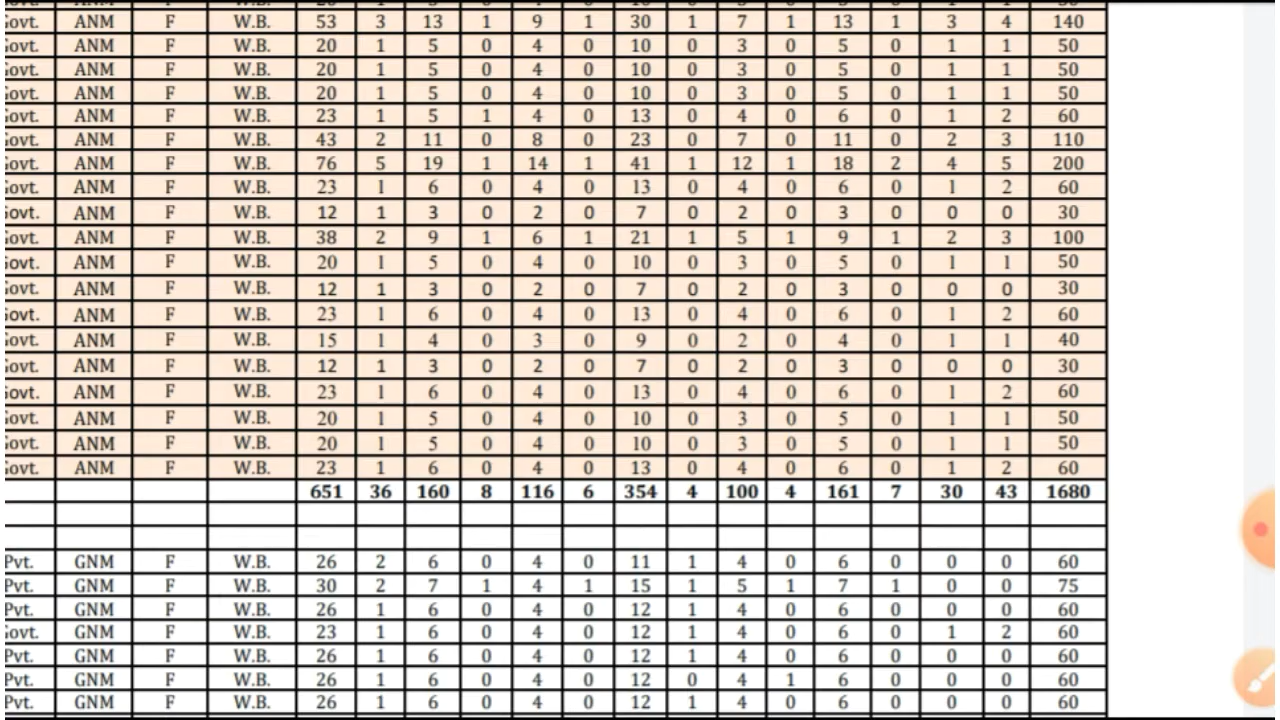 Govt. ANM F W.B. 53 3 13 1 9 1 30 1 7 1 13 1 3 4 140
Govt. ANM F W.B. 20 1 5 0 4 0 10 0 3 0 5 0 1 1 50
Govt. ANM F W.B. 20 1 5 0 4 0 10 0 3 0 5 0 1 1 50
Govt. ANM F W.B. 20 1 5 0 4 0 10 0 3 0 5 0 1 1 50
Govt. ANM F W.B. 23 1 5 1 4 0 13 0 4 0 6 0 1 2 60
Govt. ANM F W.B. 43 2 11 0 8 0 23 0 7 0 11 0 2 3 110
Govt. ANM F W.B. 76 5 19 1 14 1 41 1 12 1 18 2 4 5 200
Govt. ANM F W.B. 23 1 6 0 4 0 13 0 4 0 6 0 1 2 60
Govt. ANM F W.B. 12 1 3 0 2 0 7 0 2 0 3 0 0 0 30
Govt. ANM F W.B. 38 2 9 1 6 1 21 1 5 1 9 1 2 3 100
Govt. ANM F W.B. 20 1 5 0 4 0 10 0 3 0 5 0 1 1 50
Govt. ANM F W.B. 12 1 3 0 2 0 7 0 2 0 3 0 0 0 30
Govt. ANM F W.B. 23 1 6 0 4 0 13 0 4 0 6 0 1 2 60
Govt. ANM F W.B. 15 1 4 0 3 0 9 0 2 0 4 0 1 1 40
Govt. ANM F W.B. 12 1 3 0 2 0 7 0 2 0 3 0 0 0 30
Govt. ANM F W.B. 23 1 6 0 4 0 13 0 4 0 6 0 1 2 60
Govt. ANM F W.B. 20 1 5 0 4 0 10 0 3 0 5 0 1 1 50
Govt. ANM F W.B. 20 1 5 0 4 0 10 0 3 0 5 0 1 1 50
Govt. ANM F W.B. 23 1 6 0 4 0 13 0 4 0 6 0 1 2 60
651 36 160 8 116 6 354 4 100 4 161 7 30 43 1680
Pvt. GNM F W.B. 26 2 6 0 4 0 11 1 4 0 6 0 0 0 60
Pvt. GNM F W.B. 30 2 7 1 4 1 15 1 5 1 7 1 0 0 75
Pvt. GNM F W.B. 26 1 6 0 4 0 12 1 4 0 6 0 0 0 60
Govt. GNM F W.B. 23 1 6 0 4 0 12 1 4 0 6 0 1 2 60
Pvt. GNM F W.B. 26 1 6 0 4 0 12 1 4 0 6 0 0 0 60
Pvt. GNM F W.B. 26 1 6 0 4 0 12 0 4 1 6 0 0 0 60
Pvt. GNM F W.B. 26 1 6 0 4 0 12 1 4 0 6 0 0 0 60